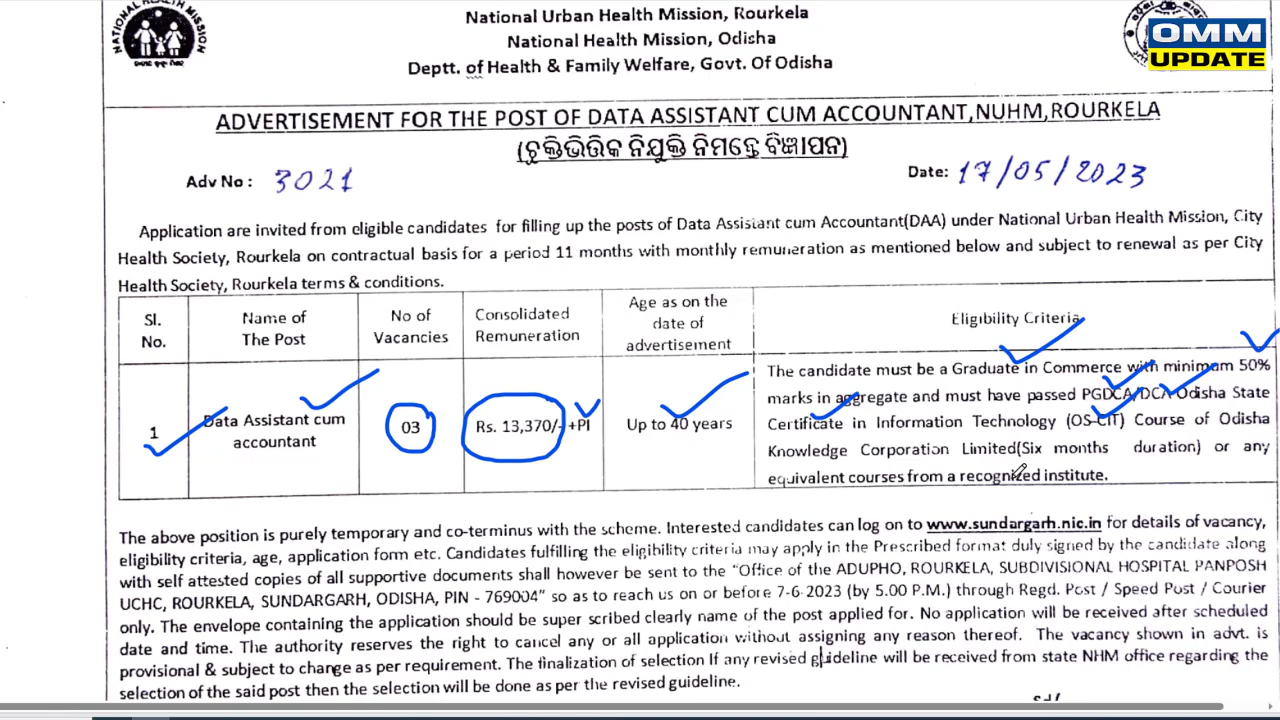 National Urban Health Mission, Rourkela
National Health Mission, Odisha
Deptt. of Health & Family Welfare, Govt. Of Odisha
NATIONAL HEALTH MISSION
OMM
UPDATE
ADVERTISEMENT FOR THE POST OF DATA ASSISTANT CUM ACCOUNTANT,NUHM,ROURKELA
(ଚୁକ୍ତିଭିତ୍ତିକ ନିଯୁକ୍ତି ନିମନ୍ତେ ବିଜ୍ଞାପନ)
Adv No : 3021
Date: 17/05/2023
Application are invited from eligible candidates for filling up the posts of Data Assistant cum Accountant(DAA) under National Urban Health Mission, City
Health Society, Rourkela on contractual basis for a period 11 months with monthly remuneration as mentioned below and subject to renewal as per City
Health Society, Rourkela terms & conditions.
Sl. No.
Name of The Post
No of Vacancies
Consolidated Remuneration
Age as on the date of advertisement
Eligibility Criteria
1
Data Assistant cum accountant
03
Rs. 13,370/- +PI
Up to 40 years
The candidate must be a Graduate in Commerce with minimum 50%
marks in aggregate and must have passed PGDCA/DCA/Odisha State
Certificate in Information Technology (OS-CIT) Course of Odisha
Knowledge Corporation Limited(Six months duration) or any
equivalent courses from a recognized institute.
The above position is purely temporary and co-terminus with the scheme. Interested candidates can log on to www.sundargarh.nic.in for details of vacancy,
eligibility criteria, age, application form etc. Candidates fulfilling the eligibility criteria may apply in the Prescribed format duly signed by the candidate along
with self attested copies of all supportive documents shall however be sent to the "Office of the ADUPHO, ROURKELA, SUBDIVISIONAL HOSPITAL PANPOSH
UCHC, ROURKELA, SUNDARGARH, ODISHA, PIN - 769004" so as to reach us on or before 7-6-2023 (by 5.00 P.M.) through Regd. Post / Speed Post / Courier
only. The envelope containing the application should be super scribed clearly name of the post applied for. No application will be received after scheduled
date and time. The authority reserves the right to cancel any or all application without assigning any reason thereof. The vacancy shown in advt. is
provisional & subject to change as per requirement. The finalization of selection If any revised guideline will be received from state NHM office regarding the
selection of the said post then the selection will be done as per the revised guideline.